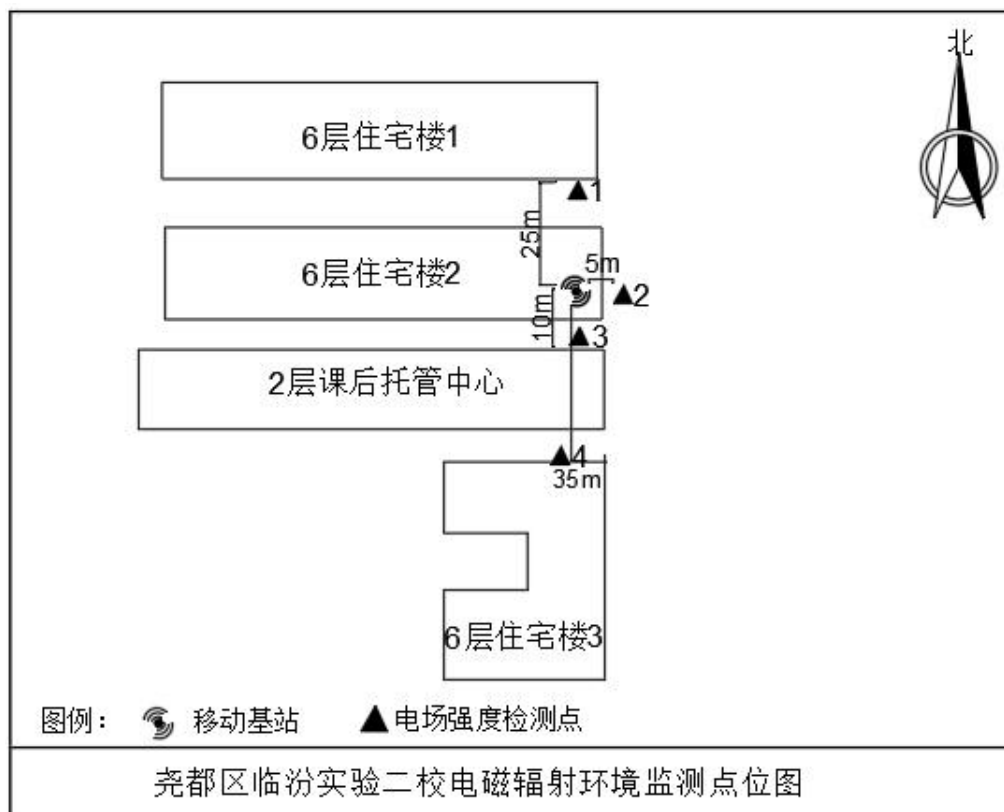 北
6层住宅楼1
▲1
25m
6层住宅楼2
5m
▲2
10m
▲3
2层课后托管中心
▲4
35m
6层住宅楼3
图例： 移动基站 ▲电场强度检测点
尧都区临汾实验二校电磁辐射环境监测点位图